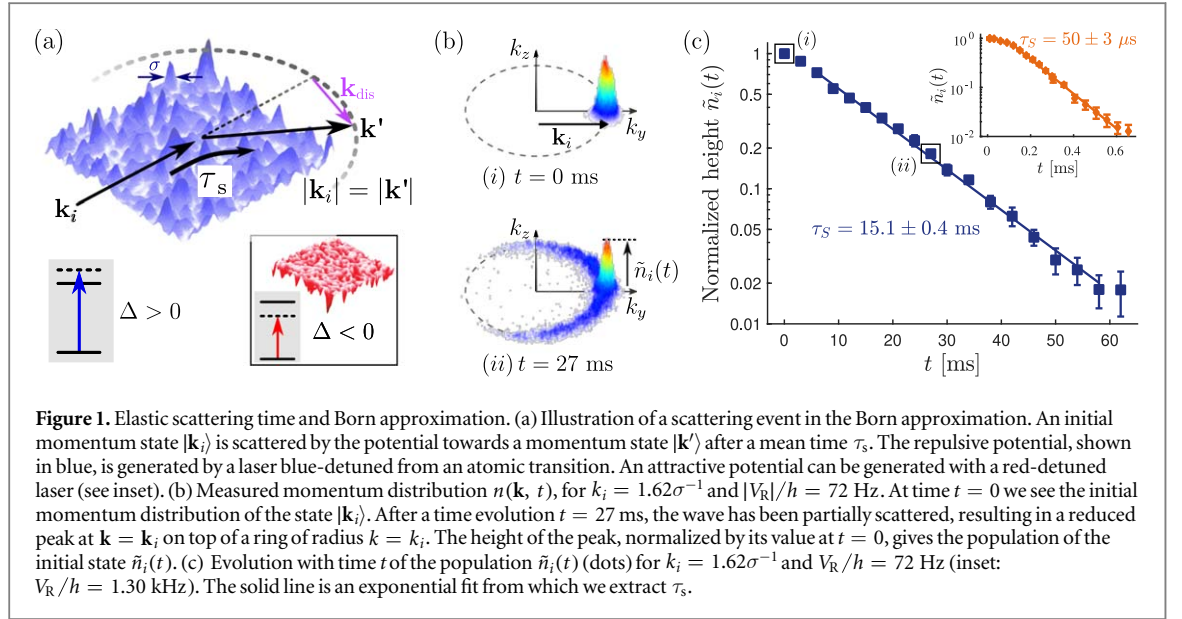 (a)
σ
k_dis
k'
τ_s
|k_i| = |k'|
k_i
Δ > 0
Δ < 0
(b)
k_z
k_y
k_i
(i) t = 0 ms
k_z
ñ_i(t)
k_y
(ii) t = 27 ms
(c)
Normalized height ñ_i(t)
1
0.5
0.2
0.1
0.05
0.02
0.01
(i)
(ii)
τ_S = 15.1 ± 0.4 ms
0 10 20 30 40 50 60
t [ms]
τ_S = 50 ± 3 μs
ñ_i(t)
10^0
10^-1
10^-2
0 0.2 0.4 0.6
t [ms]
Figure 1. Elastic scattering time and Born approximation. (a) Illustration of a scattering event in the Born approximation. An initial
momentum state |k_i⟩ is scattered by the potential towards a momentum state |k'⟩ after a mean time τ_s. The repulsive potential, shown
in blue, is generated by a laser blue-detuned from an atomic transition. An attractive potential can be generated with a red-detuned
laser (see inset). (b) Measured momentum distribution n(k, t), for k_i = 1.62σ^-1 and |V_R|/h = 72 Hz. At time t = 0 we see the initial
momentum distribution of the state |k_i⟩. After a time evolution t = 27 ms, the wave has been partially scattered, resulting in a reduced
peak at k = k_i on top of a ring of radius k = k_i. The height of the peak, normalized by its value at t = 0, gives the population of the
initial state ñ_i(t). (c) Evolution with time t of the population ñ_i(t) (dots) for k_i = 1.62σ^-1 and V_R/h = 72 Hz (inset:
V_R/h = 1.30 kHz). The solid line is an exponential fit from which we extract τ_s.